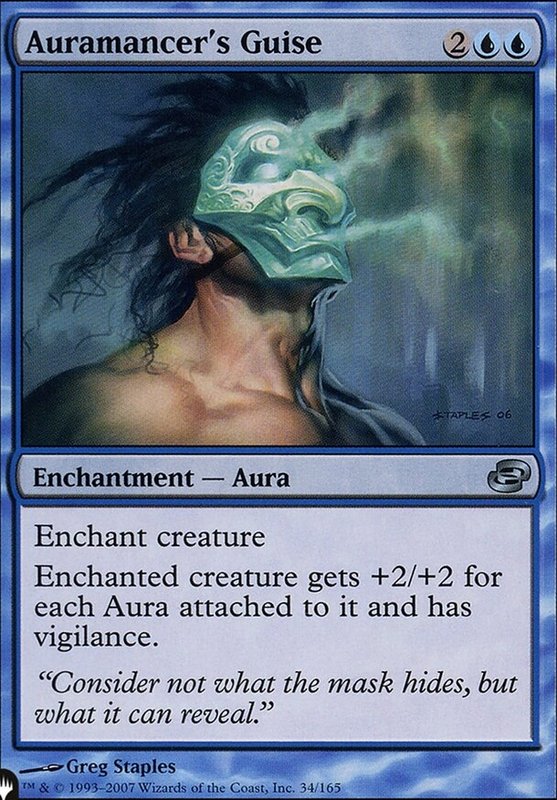 Auramancer's Guise 2
STAPLES 06
Enchantment — Aura
Enchant creature
Enchanted creature gets +2/+2 for
each Aura attached to it and has
vigilance.
“Consider not what the mask hides, but
what it can reveal.”
Greg Staples
™ & © 1993–2007 Wizards of the Coast, Inc. 34/165